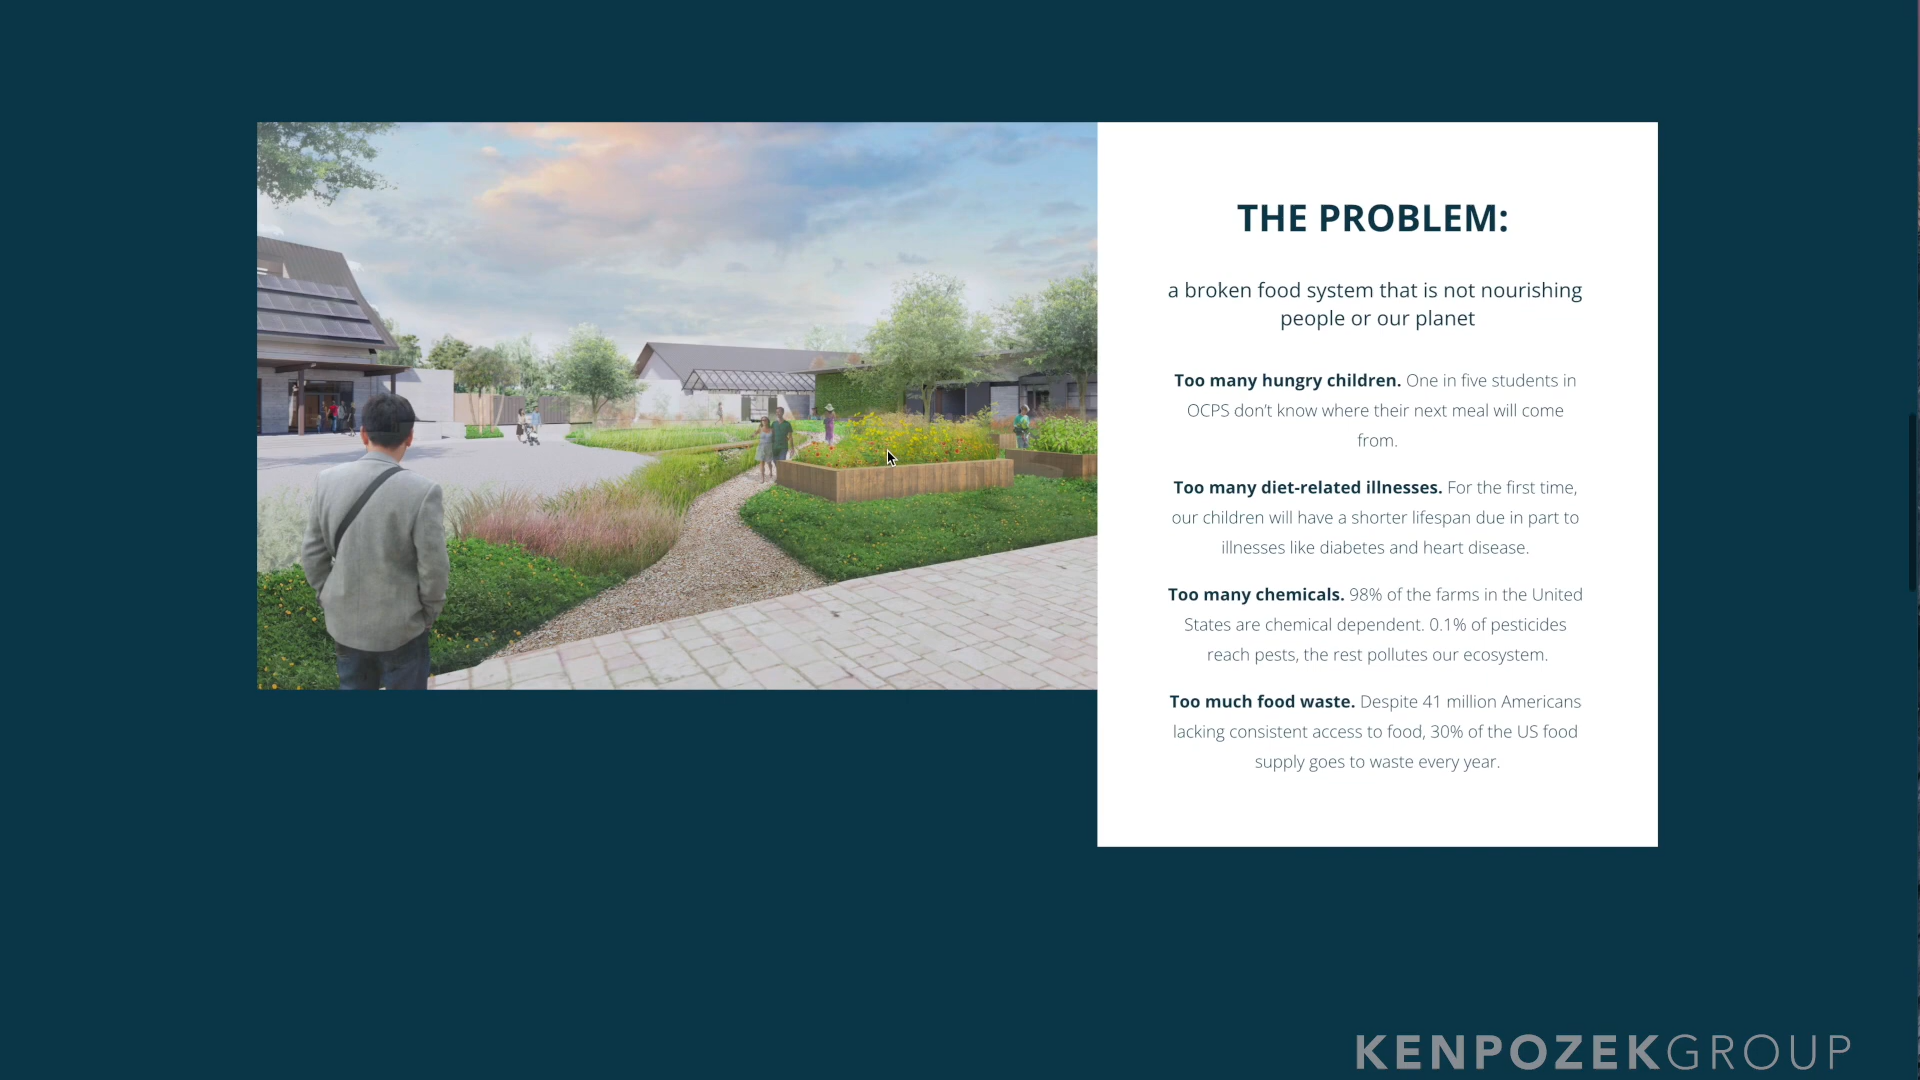 THE PROBLEM:
a broken food system that is not nourishing
people or our planet
Too many hungry children. One in five students in
OCPS don’t know where their next meal will come
from.
Too many diet-related illnesses. For the first time,
our children will have a shorter lifespan due in part to
illnesses like diabetes and heart disease.
Too many chemicals. 98% of the farms in the United
States are chemical dependent. 0.1% of pesticides
reach pests, the rest pollutes our ecosystem.
Too much food waste. Despite 41 million Americans
lacking consistent access to food, 30% of the US food
supply goes to waste every year.
KENPOZEKGROUP